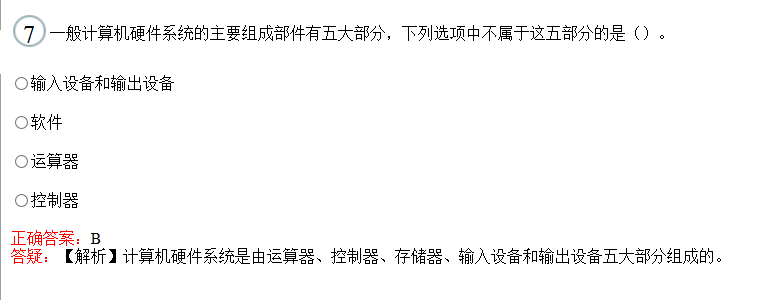 7 一般计算机硬件系统的主要组成部件有五大部分，下列选项中不属于这五部分的是（）。
输入设备和输出设备
软件
运算器
控制器
正确答案：B
答疑：【解析】计算机硬件系统是由运算器、控制器、存储器、输入设备和输出设备五大部分组成的。